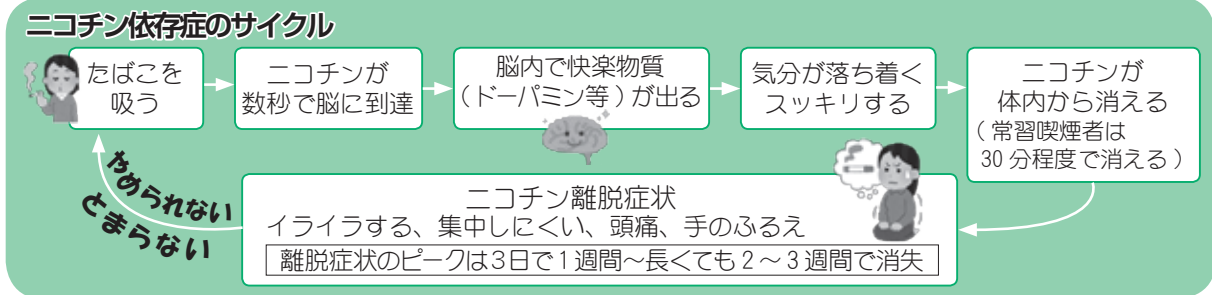 ニコチン依存症のサイクル
たばこを
吸う
ニコチンが
数秒で脳に到達
脳内で快楽物質
（ドーパミン等）が出る
気分が落ち着く
スッキリする
ニコチンが
体内から消える
（常習喫煙者は
30分程度で消える）
ニコチン離脱症状
イライラする、集中しにくい、頭痛、手のふるえ
離脱症状のピークは3日で1週間～長くても2～3週間で消失
やめられない
とまらない